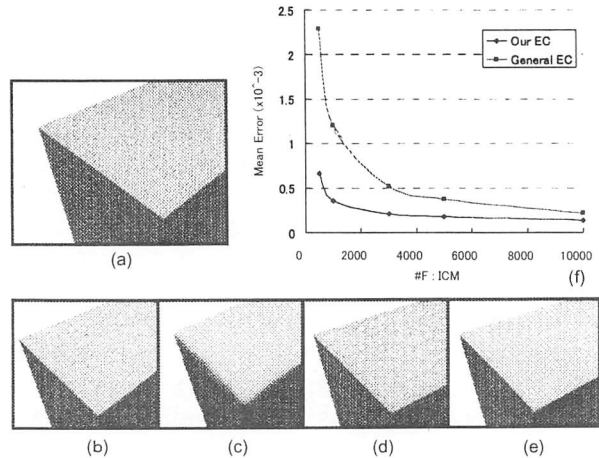 2.5
2
1.5
1
0.5
0
Mean Error (x10^-3)
Our EC
General EC
0 2000 4000 6000 8000 10000
#F : ICM
(f)
(a)
(b) (c) (d) (e)